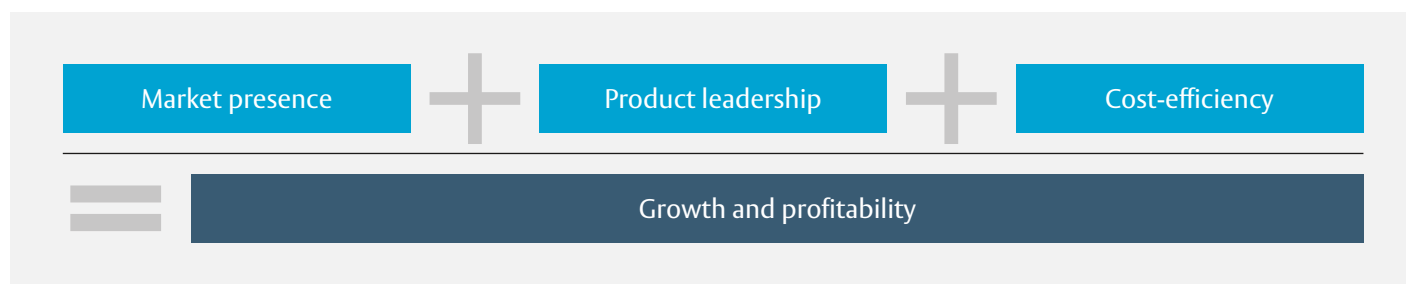 Market presence
Product leadership
Cost-efficiency
Growth and profitability